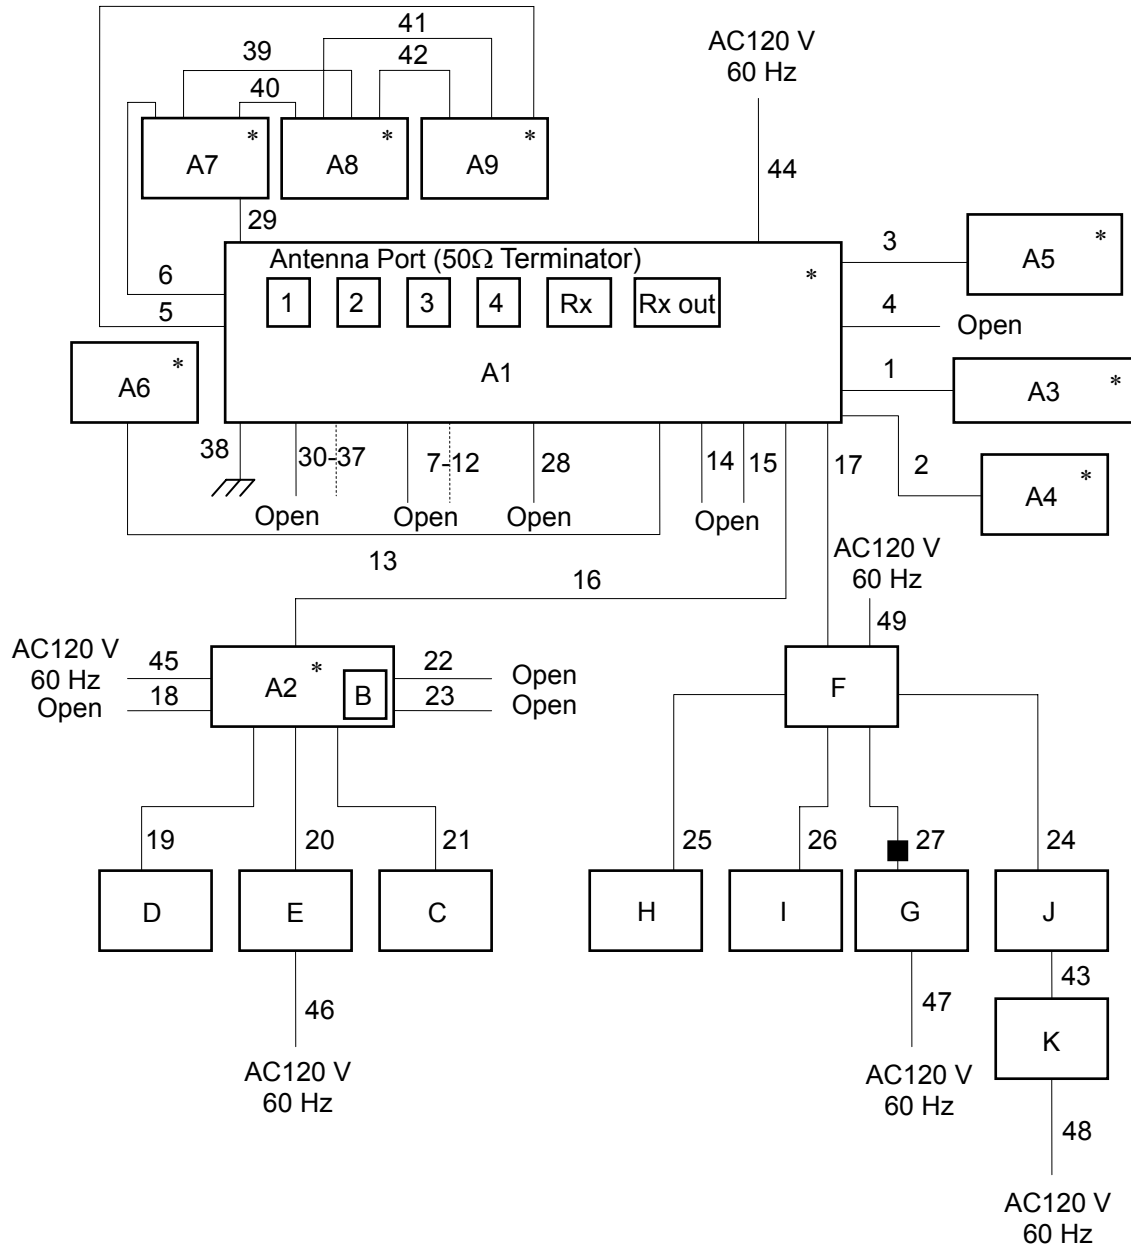 41
39
42
40
AC120 V
60 Hz
A7 *
A8 *
A9 *
44
29
3
A5 *
Antenna Port (50Ω Terminator)
*
6
1
2
3
4
Rx
Rx out
5
4
Open
A6 *
A1
1
A3 *
38
30-37
7-12
28
14
15
17
2
A4 *
Open
Open
Open
Open
13
16
AC120 V
60 Hz
49
AC120 V
60 Hz
45
A2 *
B
22
Open
18
Open
23
Open
F
19
20
21
25
26
27
24
D
E
C
H
I
G
J
46
47
43
K
AC120 V
60 Hz
AC120 V
60 Hz
48
AC120 V
60 Hz